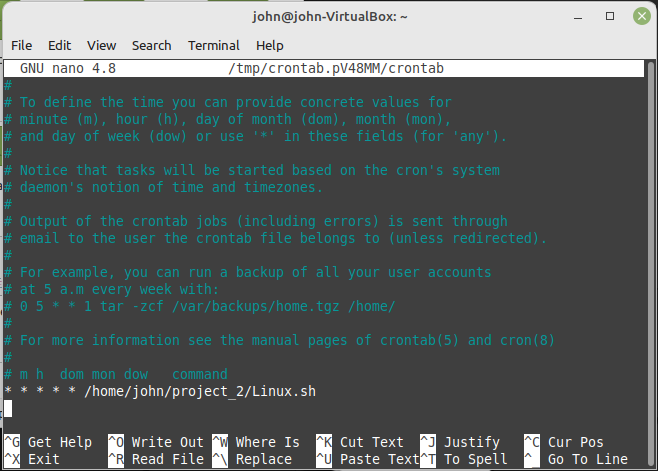 john@john-VirtualBox: ~
File Edit View Search Terminal Help
GNU nano 4.8 /tmp/crontab.pV48MM/crontab
#
# To define the time you can provide concrete values for
# minute (m), hour (h), day of month (dom), month (mon),
# and day of week (dow) or use '*' in these fields (for 'any').
#
# Notice that tasks will be started based on the cron's system
# daemon's notion of time and timezones.
#
# Output of the crontab jobs (including errors) is sent through
# email to the user the crontab file belongs to (unless redirected).
#
# For example, you can run a backup of all your user accounts
# at 5 a.m every week with:
# 0 5 * * 1 tar -zcf /var/backups/home.tgz /home/
#
# For more information see the manual pages of crontab(5) and cron(8)
#
# m h  dom mon dow   command
* * * * * /home/john/project_2/Linux.sh
^G Get Help ^O Write Out ^W Where Is ^K Cut Text ^J Justify ^C Cur Pos
^X Exit ^R Read File ^\ Replace ^U Paste Text ^T To Spell ^_ Go To Line